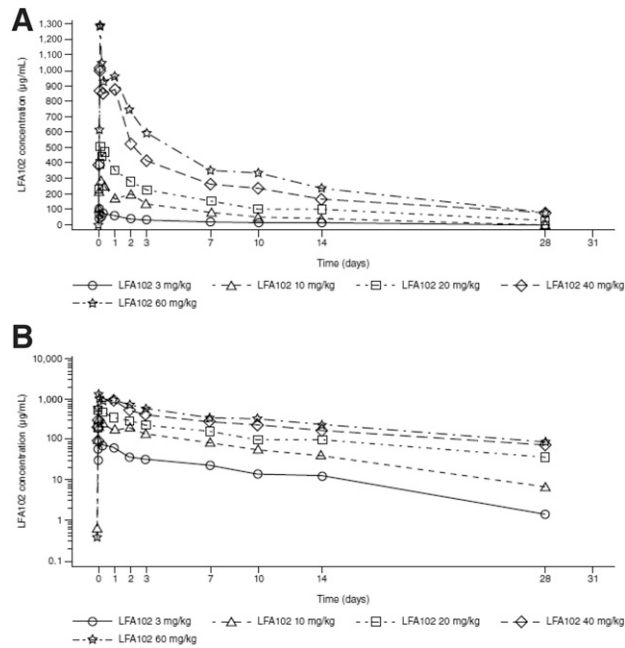 A
LFA102 concentration (µg/mL)
1,300
1,200
1,100
1,000
900
800
700
600
500
400
300
200
100
0
0 1 2 3 7 10 14 28 31
Time (days)
LFA102 3 mg/kg LFA102 10 mg/kg LFA102 20 mg/kg LFA102 40 mg/kg
LFA102 60 mg/kg
B
LFA102 concentration (µg/mL)
10,000
1,000
100
10
1
0.1
0 1 2 3 7 10 14 28 31
Time (days)
LFA102 3 mg/kg LFA102 10 mg/kg LFA102 20 mg/kg LFA102 40 mg/kg
LFA102 60 mg/kg